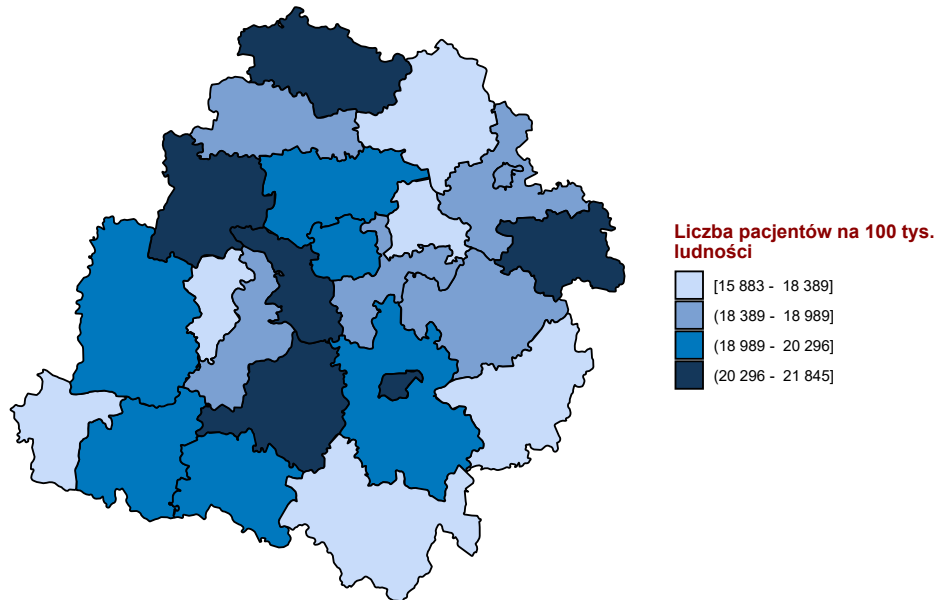 Liczba pacjentów na 100 tys.
ludności
[15 883 - 18 389]
(18 389 - 18 989]
(18 989 - 20 296]
(20 296 - 21 845]